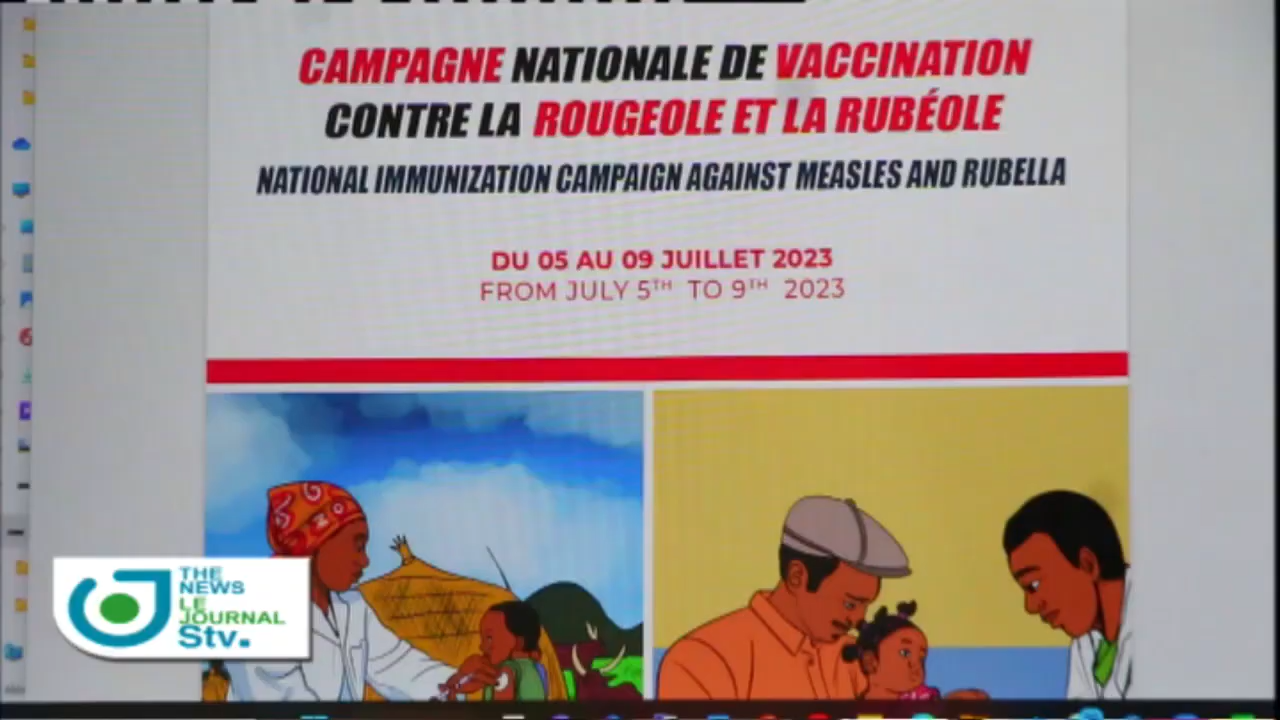 CAMPAGNE NATIONALE DE VACCINATION
CONTRE LA ROUGEOLE ET LA RUBÉOLE
NATIONAL IMMUNIZATION CAMPAIGN AGAINST MEASLES AND RUBELLA
DU 05 AU 09 JUILLET 2023
FROM JULY 5TH TO 9TH 2023
THE
NEWS
LE
JOURNAL
Stv.